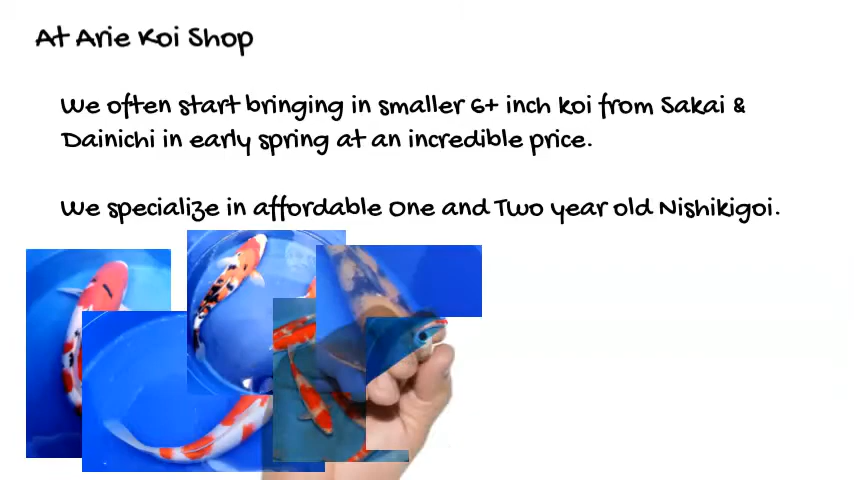 At Arie Koi Shop
We often start bringing in smaller 6+ inch koi from Sakai &
Dainichi in early spring at an incredible price.
We specialize in affordable One and Two year old Nishikigoi.